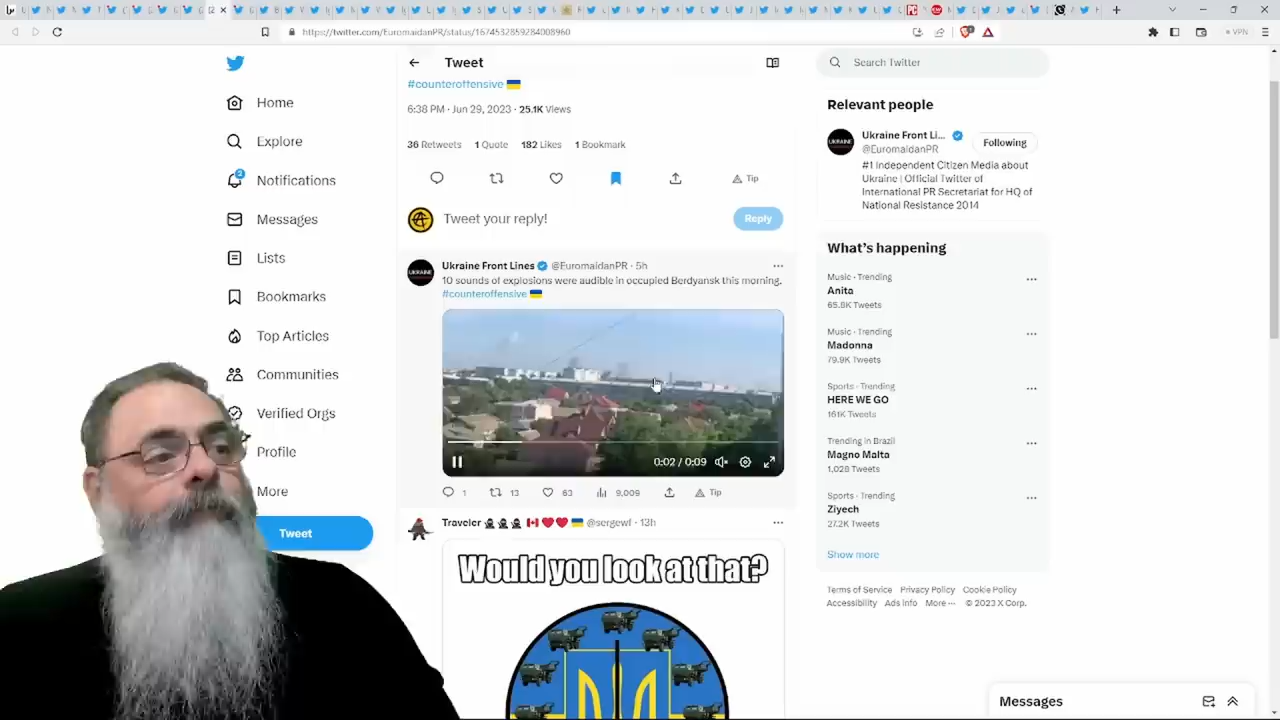 https://twitter.com/EuromaidanPR/status/1674532859284008960
VPN
Home
Explore
2
Notifications
Messages
Lists
Bookmarks
Top Articles
Communities
Verified Orgs
Profile
More
Tweet
Tweet
#counteroffensive
6:38 PM · Jun 29, 2023 · 25.1K Views
36 Retweets 1 Quote 182 Likes 1 Bookmark
Tip
Tweet your reply!
Reply
UKRAINE
Ukraine Front Lines @EuromaidanPR · 5h
10 sounds of explosions were audible in occupied Berdyansk this morning.
#counteroffensive
0:02 / 0:09
1 13 63 9,009 Tip
Traveler @sergewf · 13h
Would you look at that?
Search Twitter
Relevant people
UKRAINE
Ukraine Front Li...
@EuromaidanPR
Following
#1 Independent Citizen Media about
Ukraine | Official Twitter of
International PR Secretariat for HQ of
National Resistance 2014
What's happening
Music · Trending
Anita
65.8K Tweets
Music · Trending
Madonna
79.9K Tweets
Sports · Trending
HERE WE GO
161K Tweets
Trending in Brazil
Magno Malta
1,028 Tweets
Sports · Trending
Ziyech
27.2K Tweets
Show more
Terms of Service Privacy Policy Cookie Policy
Accessibility Ads info More ··· © 2023 X Corp.
Messages